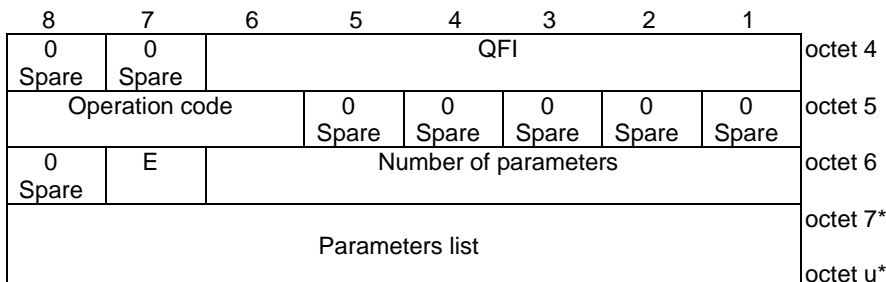 8 7 6 5 4 3 2 1
0 0 QFI octet 4
Spare Spare
Operation code 0 0 0 0 0 octet 5
Spare Spare Spare Spare Spare
0 E Number of parameters octet 6
Spare
octet 7*
Parameters list
octet u*